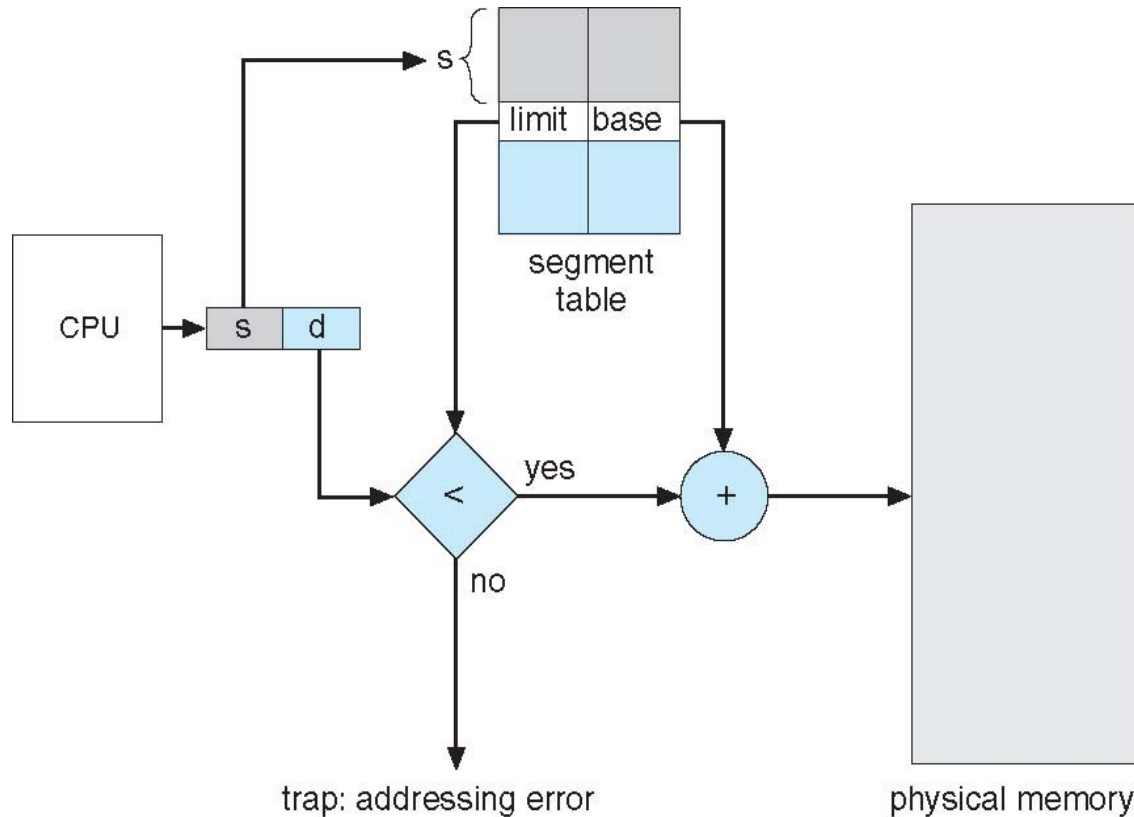 s
limit base
segment
table
CPU
s d
<
yes
+
no
trap: addressing error
physical memory